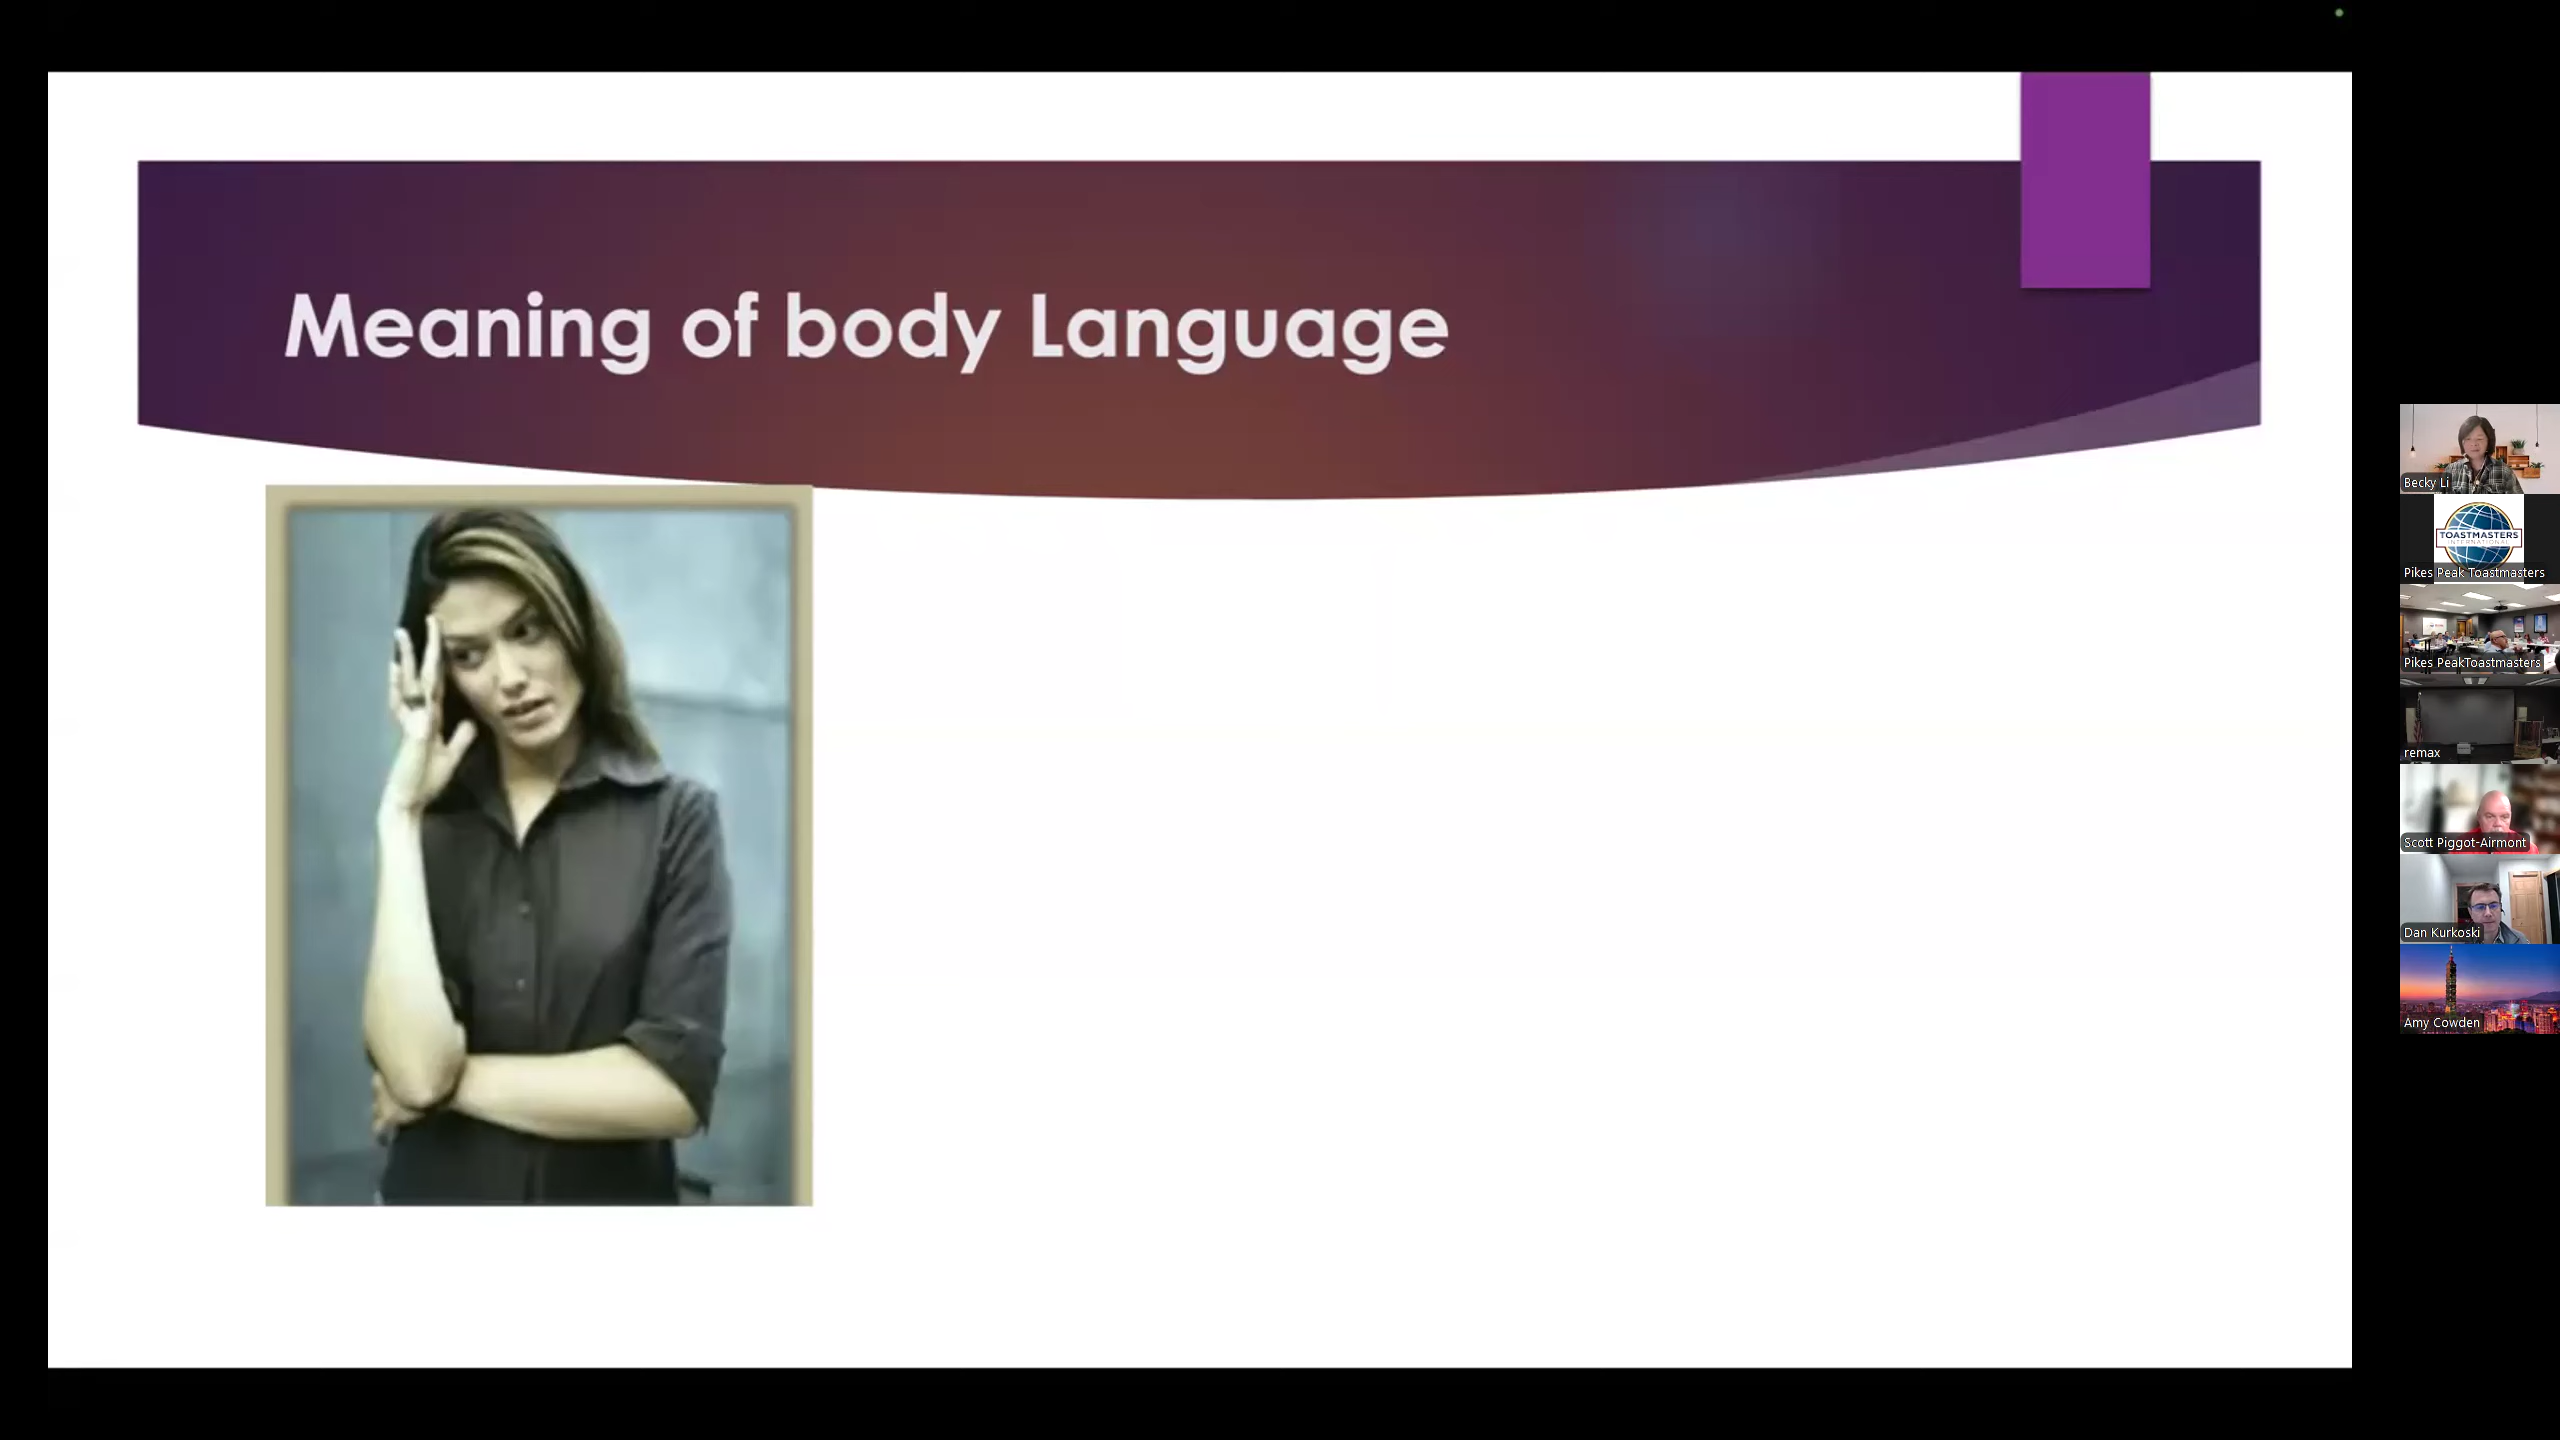 Meaning of body Language
Becky Li
TOASTMASTERS
INTERNATIONAL
Pikes Peak Toastmasters
Pikes PeakToastmasters
remax
Scott Piggot-Airmont
Dan Kurkoski
Amy Cowden